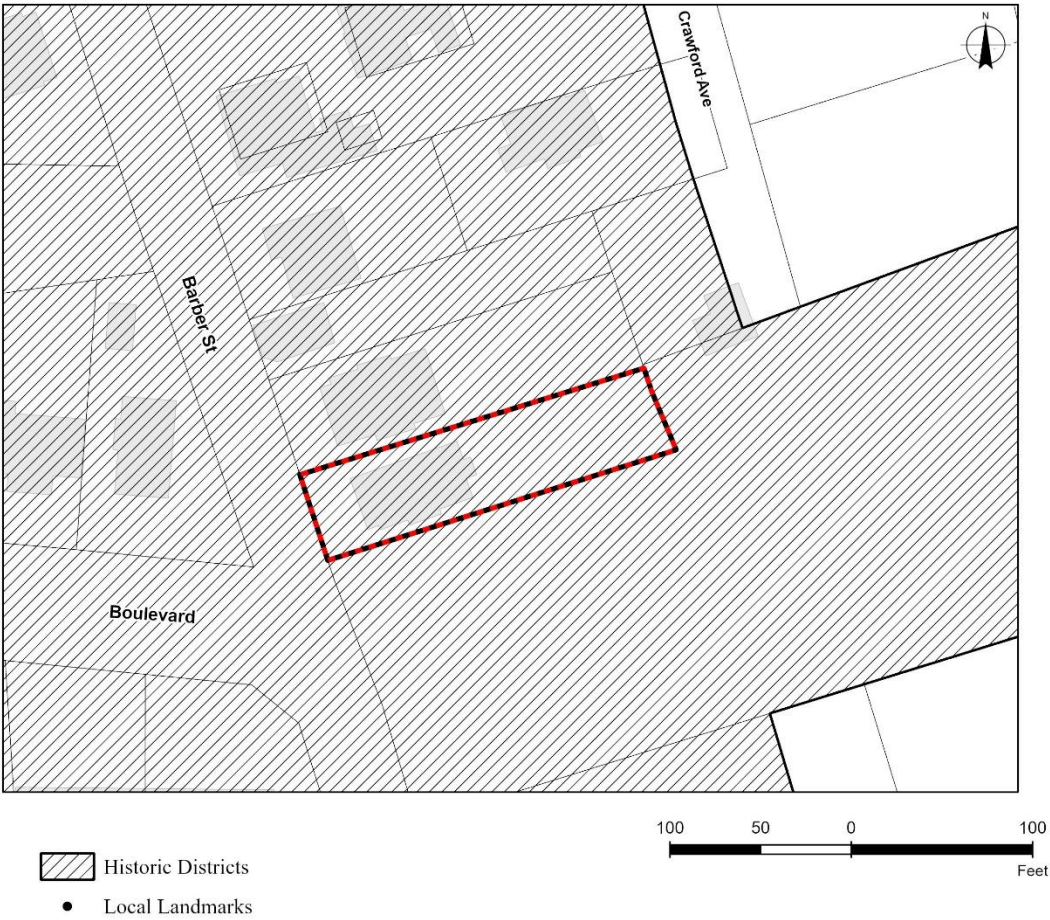 Crawford Ave
N
Barber St
Boulevard
100 50 0 100
Feet
Historic Districts
Local Landmarks